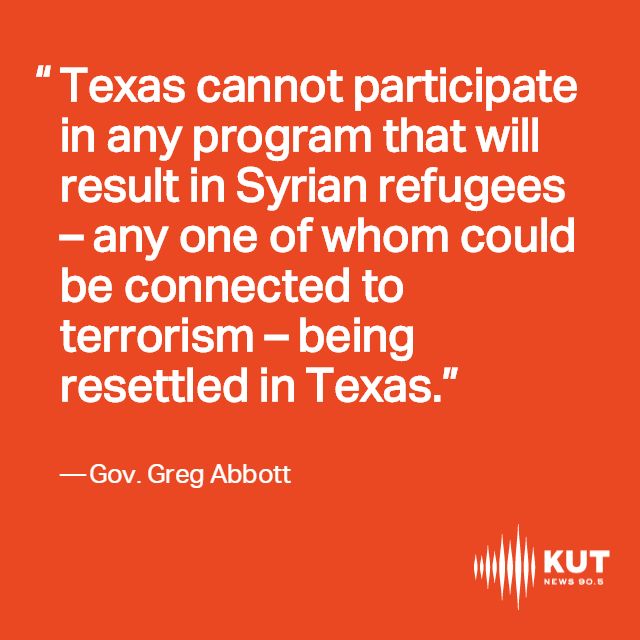 “ Texas cannot participate
in any program that will
result in Syrian refugees
– any one of whom could
be connected to
terrorism – being
resettled in Texas.”
— Gov. Greg Abbott
KUT
NEWS 90.5